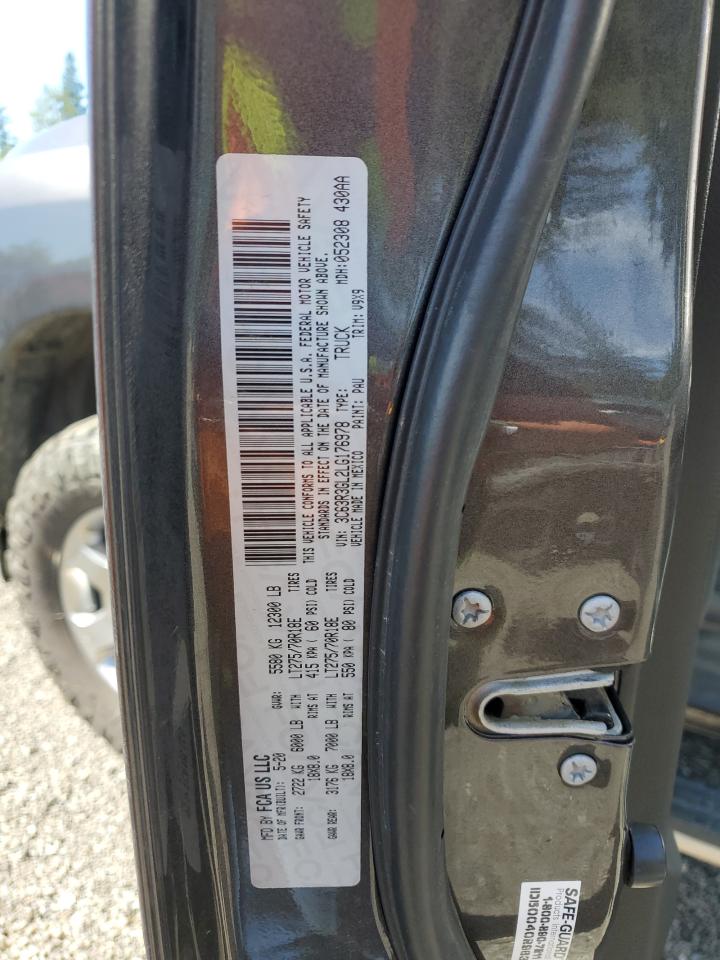 MFD BY FCA US LLC
DATE OF MFR(BUILT): 5-20 GVWR: 5580 KG 12300 LB
GAWR FRONT: 2722 KG 6000 LB WITH LT275/70R18E TIRES
18X8.0 RIMS AT 415 KPA ( 60 PSI) COLD
GAWR REAR: 3176 KG 7000 LB WITH LT275/70R18E TIRES
18X8.0 RIMS AT 550 KPA ( 80 PSI) COLD
THIS VEHICLE CONFORMS TO ALL APPLICABLE U.S.A. FEDERAL MOTOR VEHICLE SAFETY
STANDARDS IN EFFECT ON THE DATE OF MANUFACTURE SHOWN ABOVE.
VIN: 3C63R3GL2LG176978 TYPE: TRUCK MDH:052308 430AA
VEHICLE MADE IN MEXICO PAINT: PAU TRIM: V9X9
SAFE-GUARD
Products International